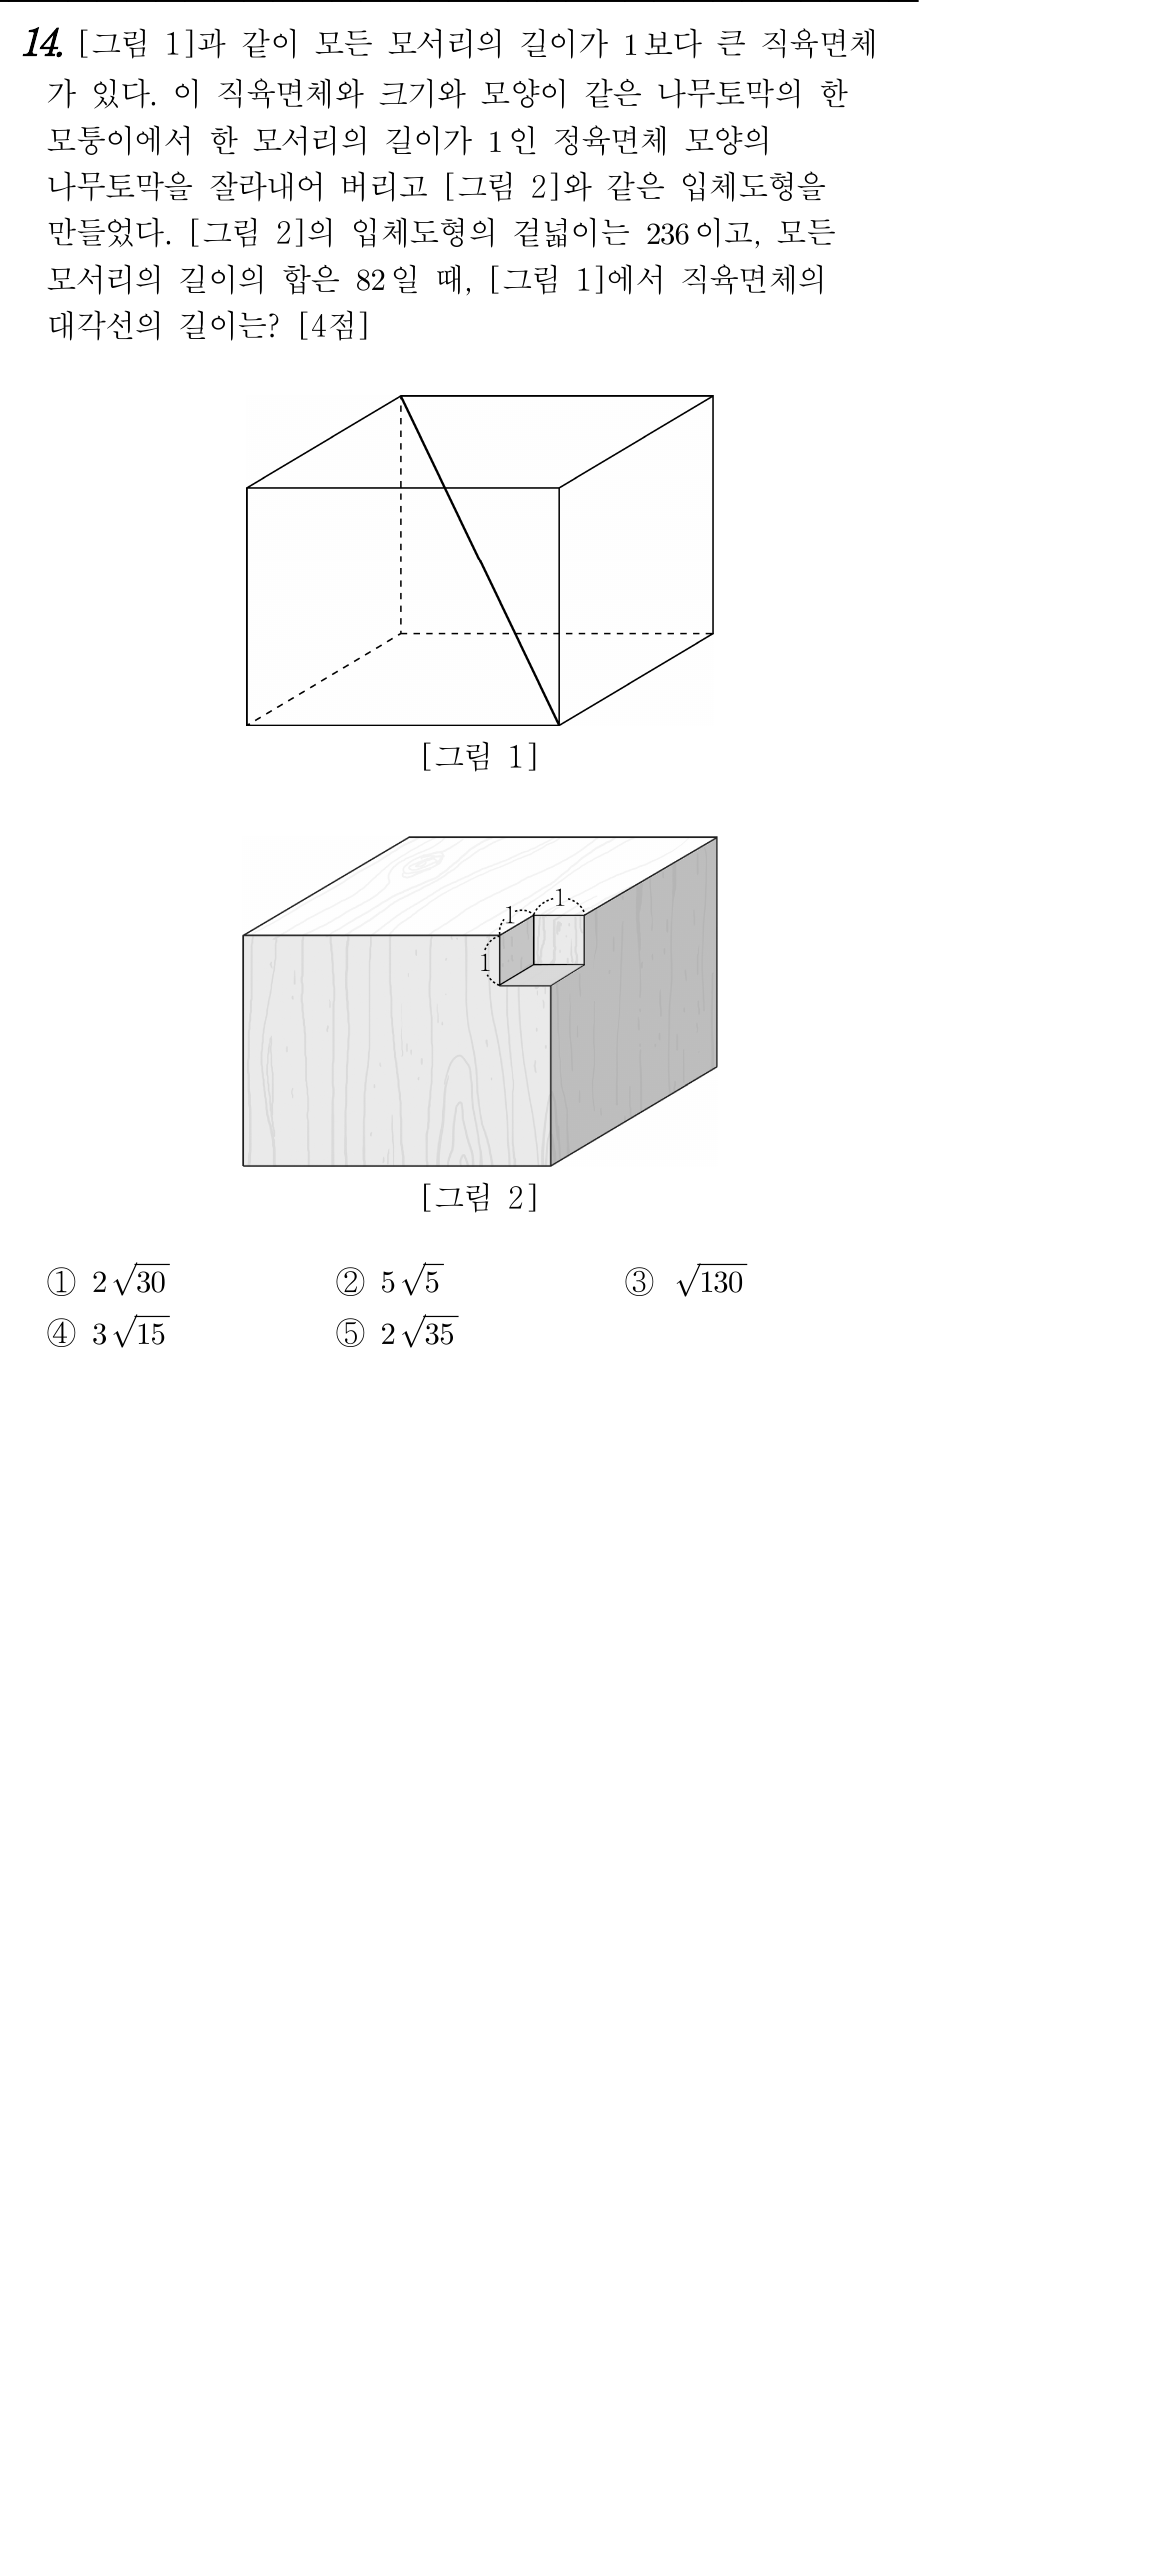 14. [그림 1]과 같이 모든 모서리의 길이가 1보다 큰 직육면체
가 있다. 이 직육면체와 크기와 모양이 같은 나무토막의 한
모퉁이에서 한 모서리의 길이가 1인 정육면체 모양의
나무토막을 잘라내어 버리고 [그림 2]와 같은 입체도형을
만들었다. [그림 2]의 입체도형의 겉넓이는 236이고, 모든
모서리의 길이의 합은 82일 때, [그림 1]에서 직육면체의
대각선의 길이는? [4점]
[그림 1]
1
1
1
[그림 2]
① 2√30 ② 5√5 ③ √130
④ 3√15 ⑤ 2√35